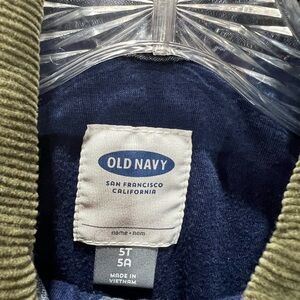 OLD NAVY
SAN FRANCISCO
CALIFORNIA
name • nom
5T
5A
MADE IN
VIETNAM